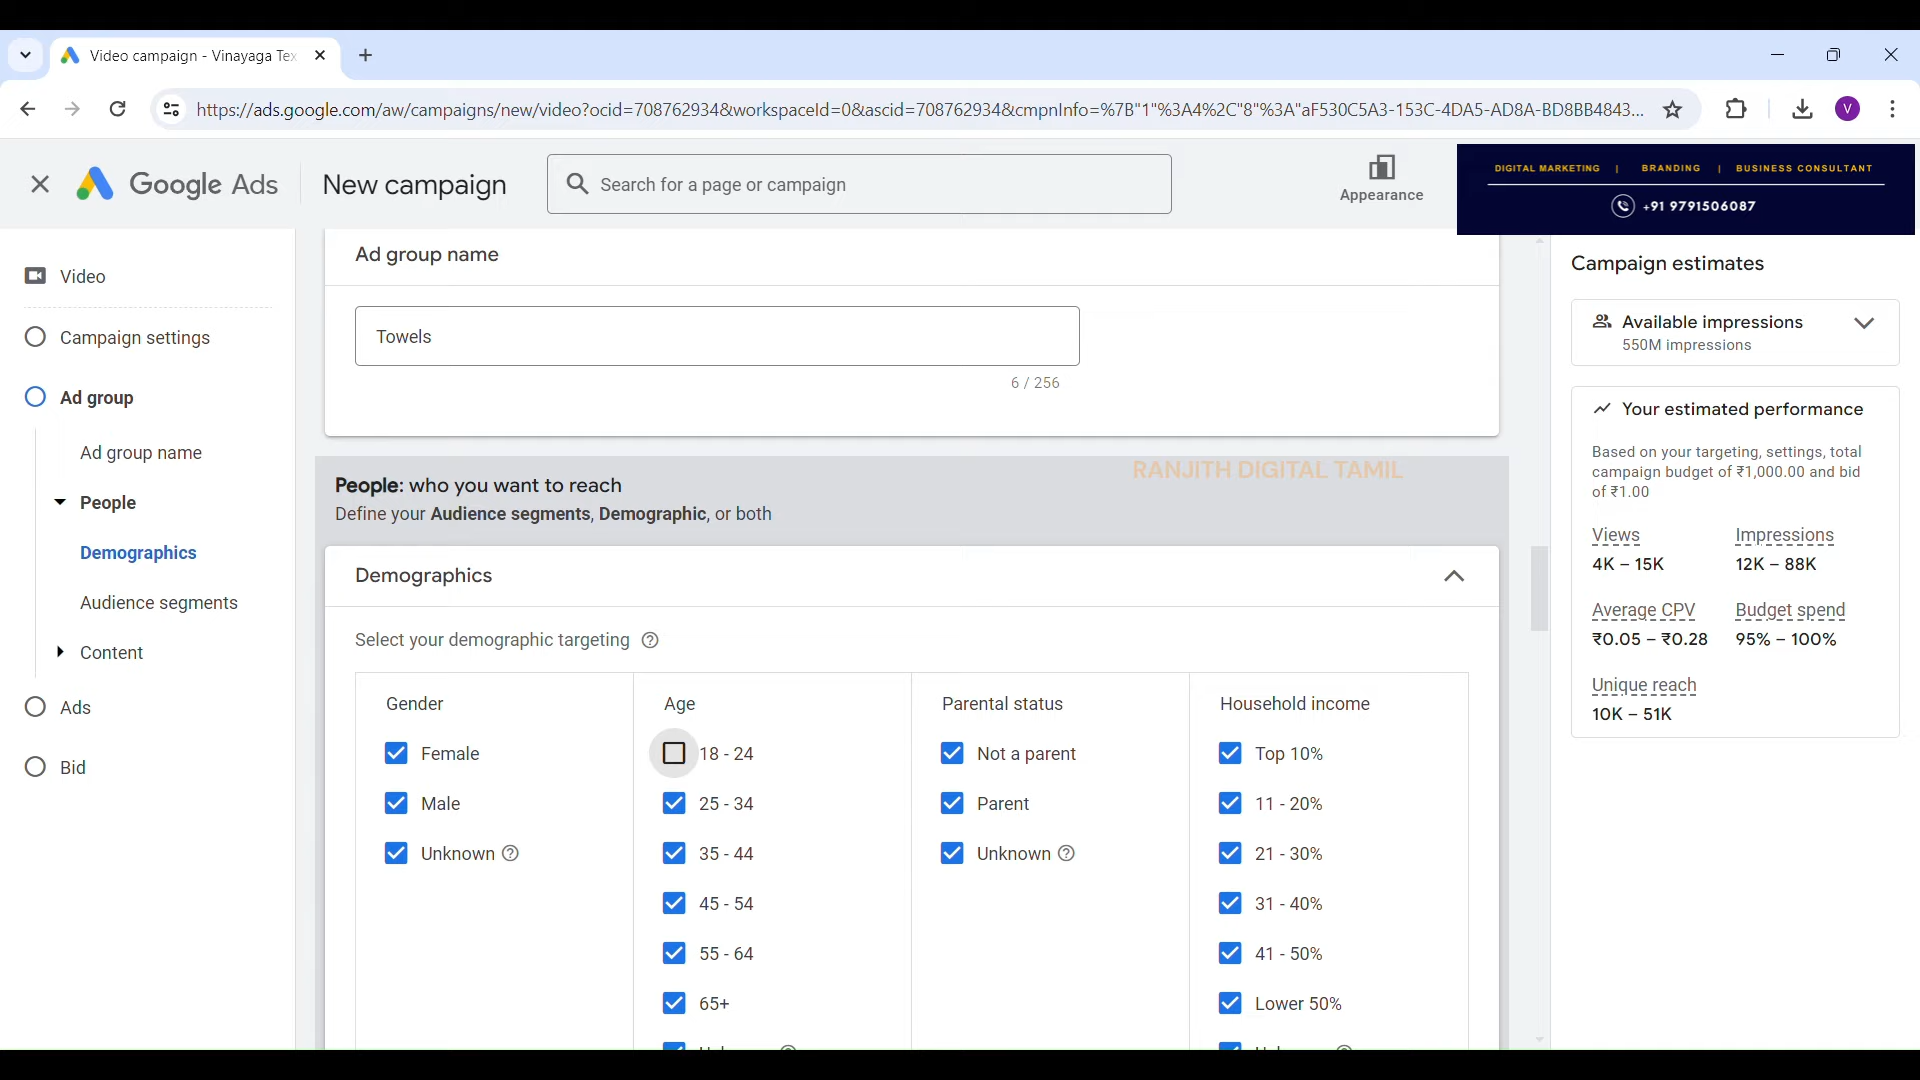 Video campaign - Vinayaga Tex
https://ads.google.com/aw/campaigns/new/video?ocid=708762934&workspaceId=0&ascid=708762934&cmpnInfo=%7B"1"%3A4%2C"8"%3A"aF530C5A3-153C-4DA5-AD8A-BD8BB4843...
V
Google Ads
New campaign
Search for a page or campaign
Appearance
DIGITAL MARKETING | BRANDING | BUSINESS CONSULTANT
+91 9791506087
Video
Campaign settings
Ad group
Ad group name
People
Demographics
Audience segments
Content
Ads
Bid
Ad group name
Towels
6 / 256
RANJITH DIGITAL TAMIL
People: who you want to reach
Define your Audience segments, Demographic, or both
Demographics
Select your demographic targeting
Gender
Female
Male
Unknown
Age
18 - 24
25 - 34
35 - 44
45 - 54
55 - 64
65+
Parental status
Not a parent
Parent
Unknown
Household income
Top 10%
11 - 20%
21 - 30%
31 - 40%
41 - 50%
Lower 50%
Campaign estimates
Available impressions
550M impressions
Your estimated performance
Based on your targeting, settings, total
campaign budget of ₹1,000.00 and bid
of ₹1.00
Views
4K – 15K
Impressions
12K – 88K
Average CPV
₹0.05 – ₹0.28
Budget spend
95% – 100%
Unique reach
10K – 51K